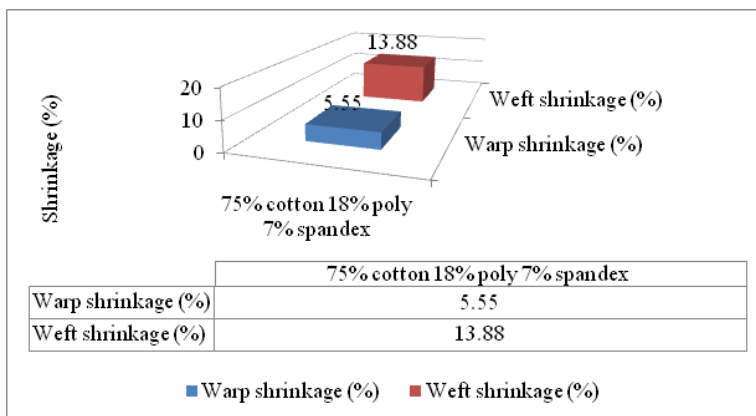 13.88
20
5.55
Weft shrinkage (%)
10
Warp shrinkage (%)
0
Shrinkage (%)
75% cotton 18% poly
7% spandex
75% cotton 18% poly 7% spandex
Warp shrinkage (%) 5.55
Weft shrinkage (%) 13.88
Warp shrinkage (%) Weft shrinkage (%)